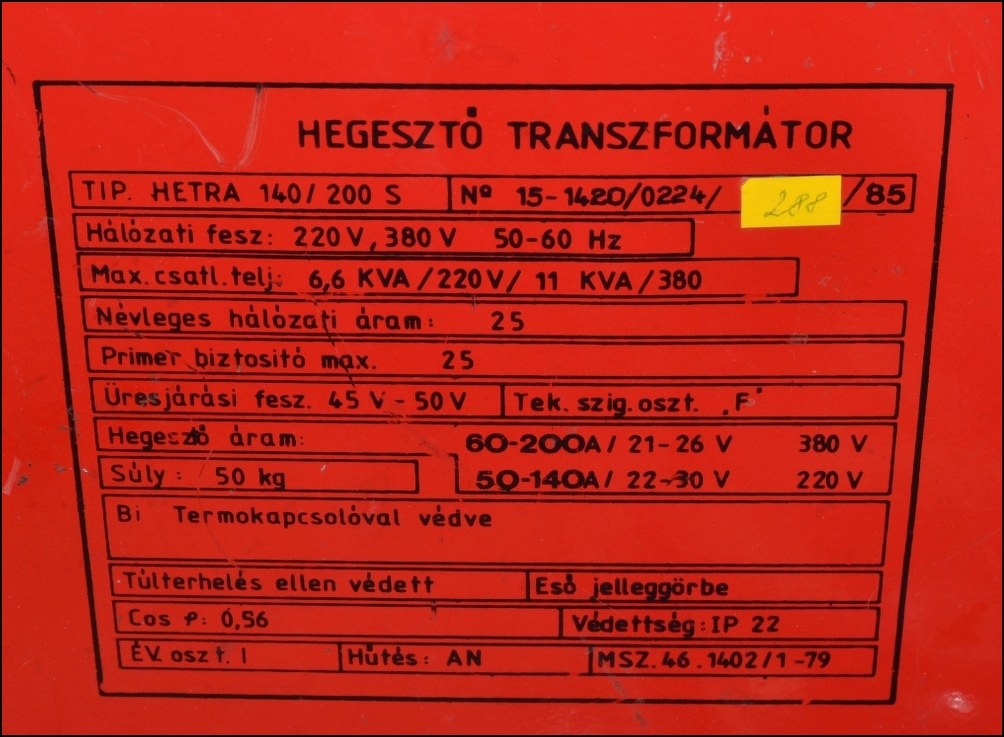 HEGESZTŐ TRANSZFORMÁTOR
TIP. HETRA 140/200 S Nº 15-1420/0224/ 288 /85
Hálózati fesz: 220 V, 380 V 50-60 Hz
Max. csatl. telj: 6,6 KVA/220 V/ 11 KVA/380
Névleges hálózati áram: 25
Primer biztositó max. 25
Üresjárási fesz. 45 V - 50 V Tek. szig. oszt. „F"
Hegesztő áram: 60-200A/ 21-26 V 380 V
Súly: 50 kg 50-140A/ 22-30 V 220 V
Bi Termokapcsolóval védve
Túlterhelés ellen védett Eső jelleggörbe
Cos φ: 0,56 Védettség: IP 22
ÉV. oszt. I Hűtés: AN MSZ. 46.1402/1-79